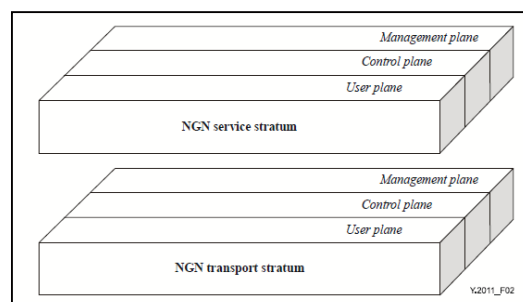 Management plane
Control plane
User plane
NGN service stratum
Management plane
Control plane
User plane
NGN transport stratum
Y.2011_F02